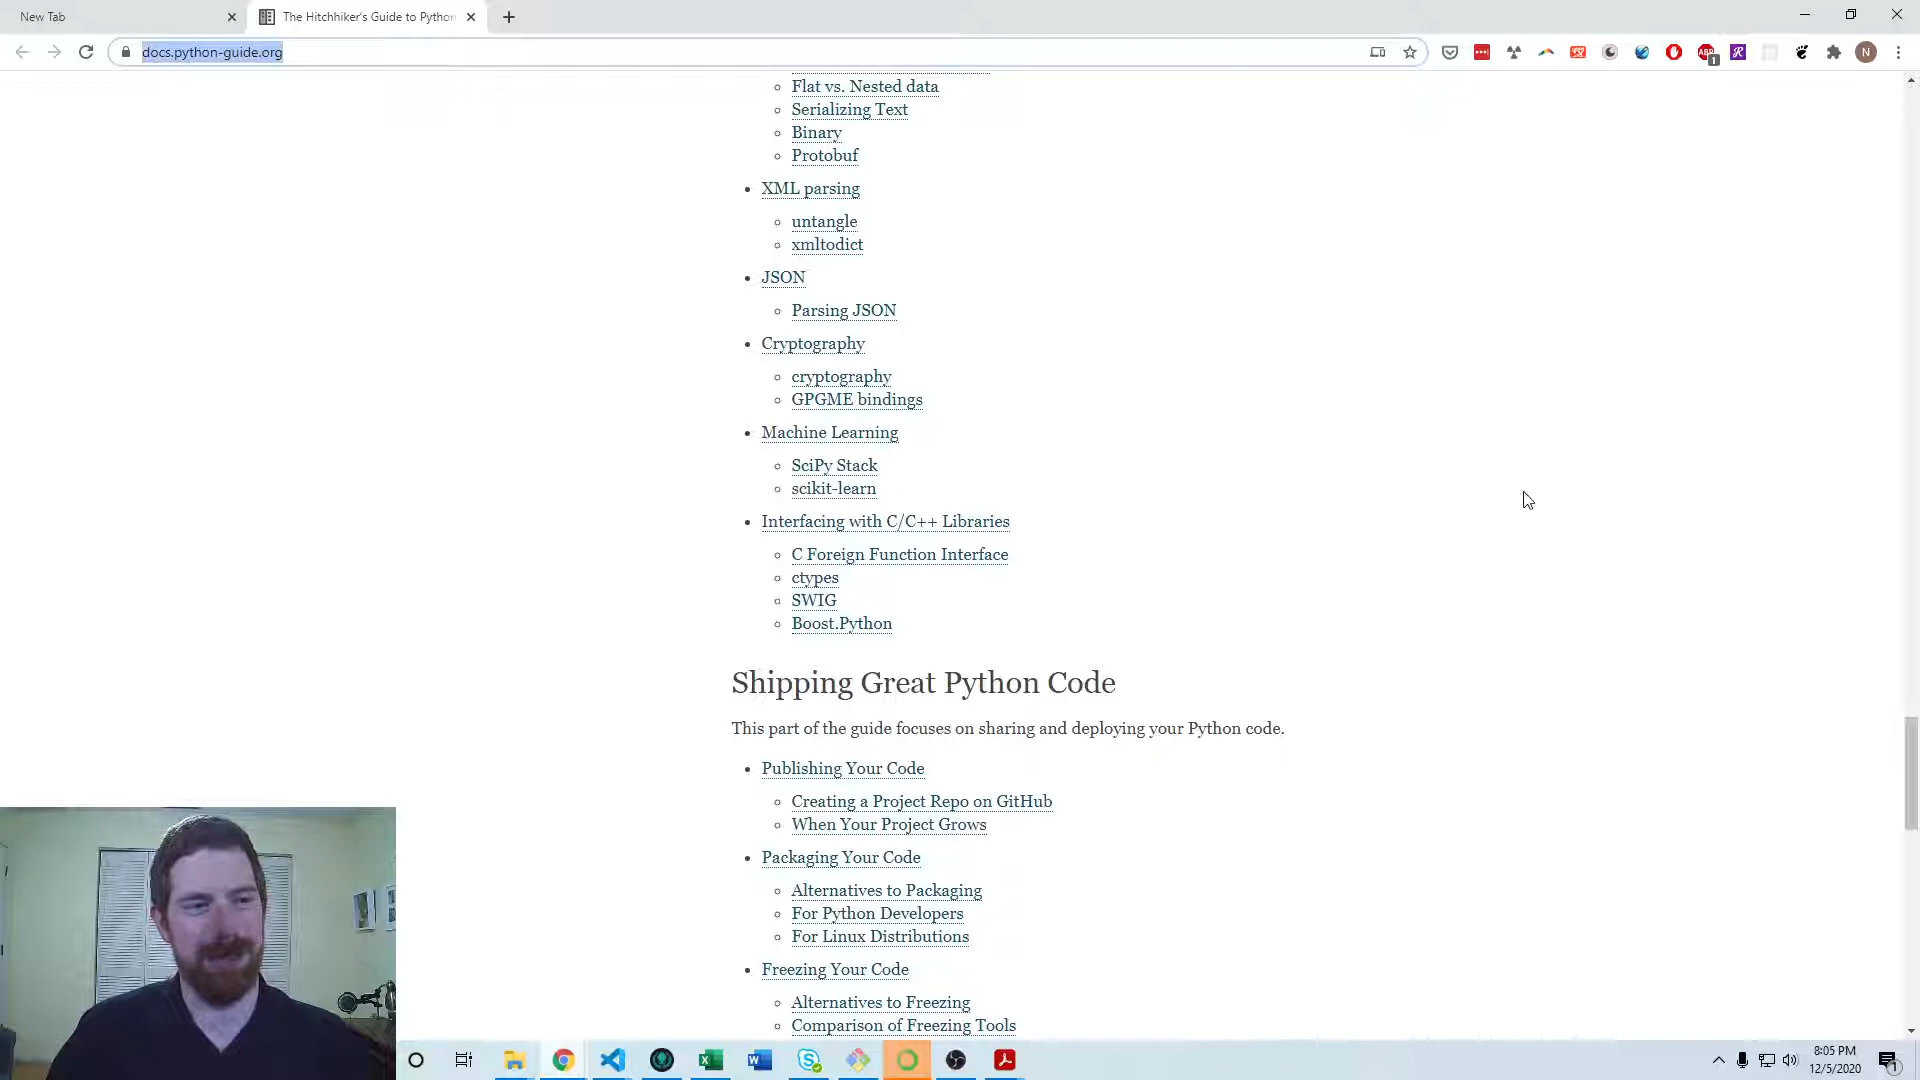 New Tab
The Hitchhiker's Guide to Python
docs.python-guide.org
ABP
1
N
Flat vs. Nested data
Serializing Text
Binary
Protobuf
XML parsing
untangle
xmltodict
JSON
Parsing JSON
Cryptography
cryptography
GPGME bindings
Machine Learning
SciPy Stack
scikit-learn
Interfacing with C/C++ Libraries
C Foreign Function Interface
ctypes
SWIG
Boost.Python
Shipping Great Python Code
This part of the guide focuses on sharing and deploying your Python code.
Publishing Your Code
Creating a Project Repo on GitHub
When Your Project Grows
Packaging Your Code
Alternatives to Packaging
For Python Developers
For Linux Distributions
Freezing Your Code
Alternatives to Freezing
Comparison of Freezing Tools
8:05 PM
12/5/2020
1